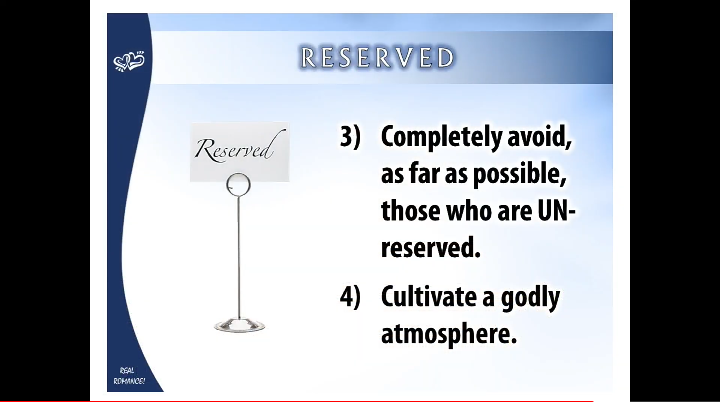 RESERVED
Reserved
3) Completely avoid,
as far as possible,
those who are UN-
reserved.
4) Cultivate a godly
atmosphere.
REAL
ROMANCE!